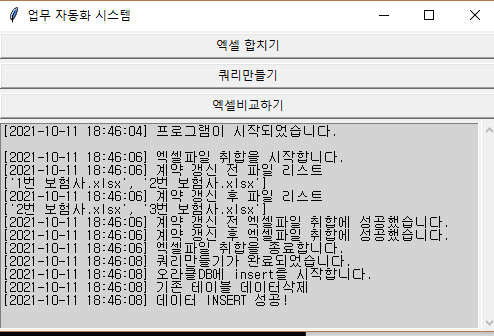 업무 자동화 시스템
엑셀 합치기
쿼리만들기
엑셀비교하기
[2021-10-11 18:46:04] 프로그램이 시작되었습니다.
[2021-10-11 18:46:06] 엑셀파일 취합을 시작합니다.
[2021-10-11 18:46:06] 계약 갱신 전 파일 리스트
['1번 보험사.xlsx', '2번 보험사.xlsx']
[2021-10-11 18:46:06] 계약 갱신 후 파일 리스트
['2번 보험사.xlsx', '3번 보험사.xlsx']
[2021-10-11 18:46:06] 계약 갱신 전 엑셀파일 취합에 성공했습니다.
[2021-10-11 18:46:06] 계약 갱신 후 엑셀파일 취합에 성공했습니다.
[2021-10-11 18:46:06] 엑셀파일 취합을 종료합니다.
[2021-10-11 18:46:08] 쿼리만들기가 완료되었습니다.
[2021-10-11 18:46:08] 오라클DB에 insert를 시작합니다.
[2021-10-11 18:46:08] 기존 테이블 데이터삭제
[2021-10-11 18:46:08] 데이터 INSERT 성공!